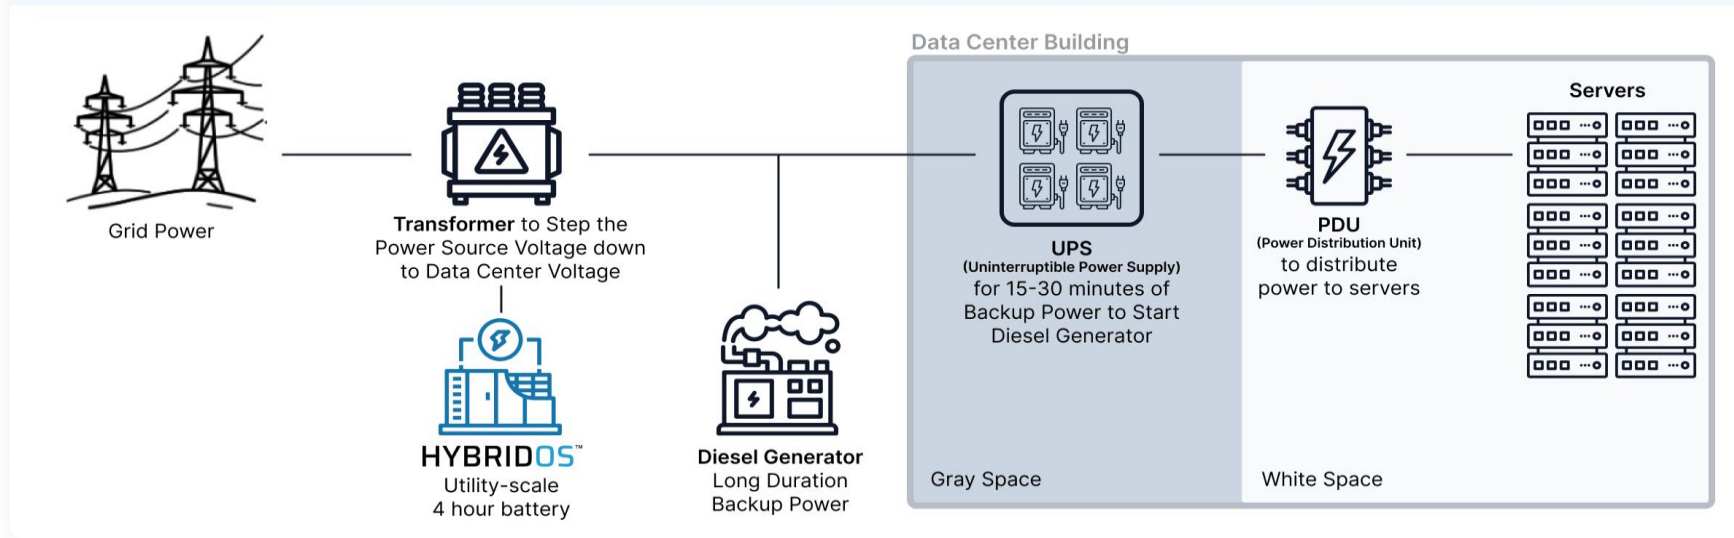 Data Center Building
Grid Power
Transformer to Step the
Power Source Voltage down
to Data Center Voltage
HYBRIDOS™
Utility-scale
4 hour battery
Diesel Generator
Long Duration
Backup Power
UPS
(Uninterruptible Power Supply)
for 15-30 minutes of
Backup Power to Start
Diesel Generator
Gray Space
PDU
(Power Distribution Unit)
to distribute
power to servers
White Space
Servers